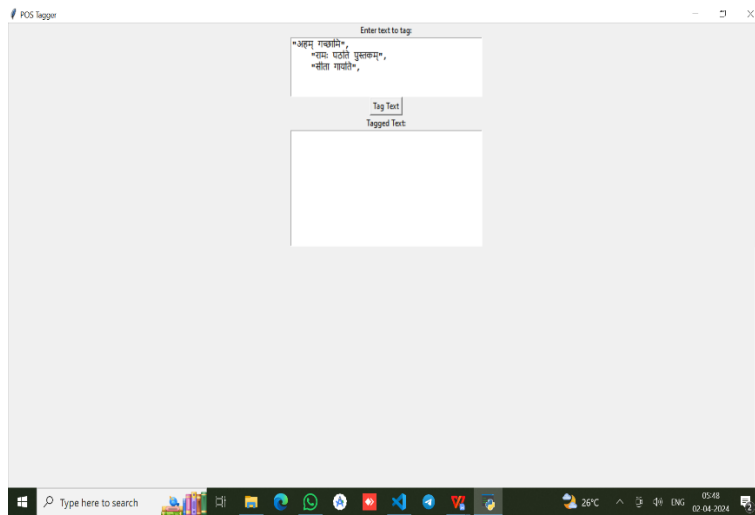 POS Tagger
Enter text to tag:
"अहम् गच्छामि",
"रामः पठति पुस्तकम्",
"सीता गायति",
Tag Text
Tagged Text:
Type here to search
26°C
ENG
05:48
02-04-2024